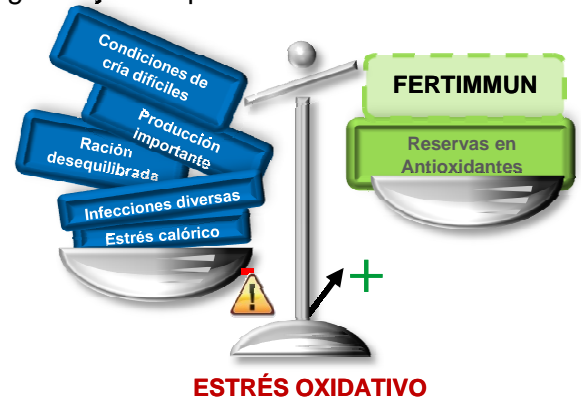 Condiciones de
cría difíciles
Producción
importante
Ración
desequilibrada
Infecciones diversas
Estrés calórico
FERTIMMUN
Reservas en
Antioxidantes
+
ESTRÉS OXIDATIVO